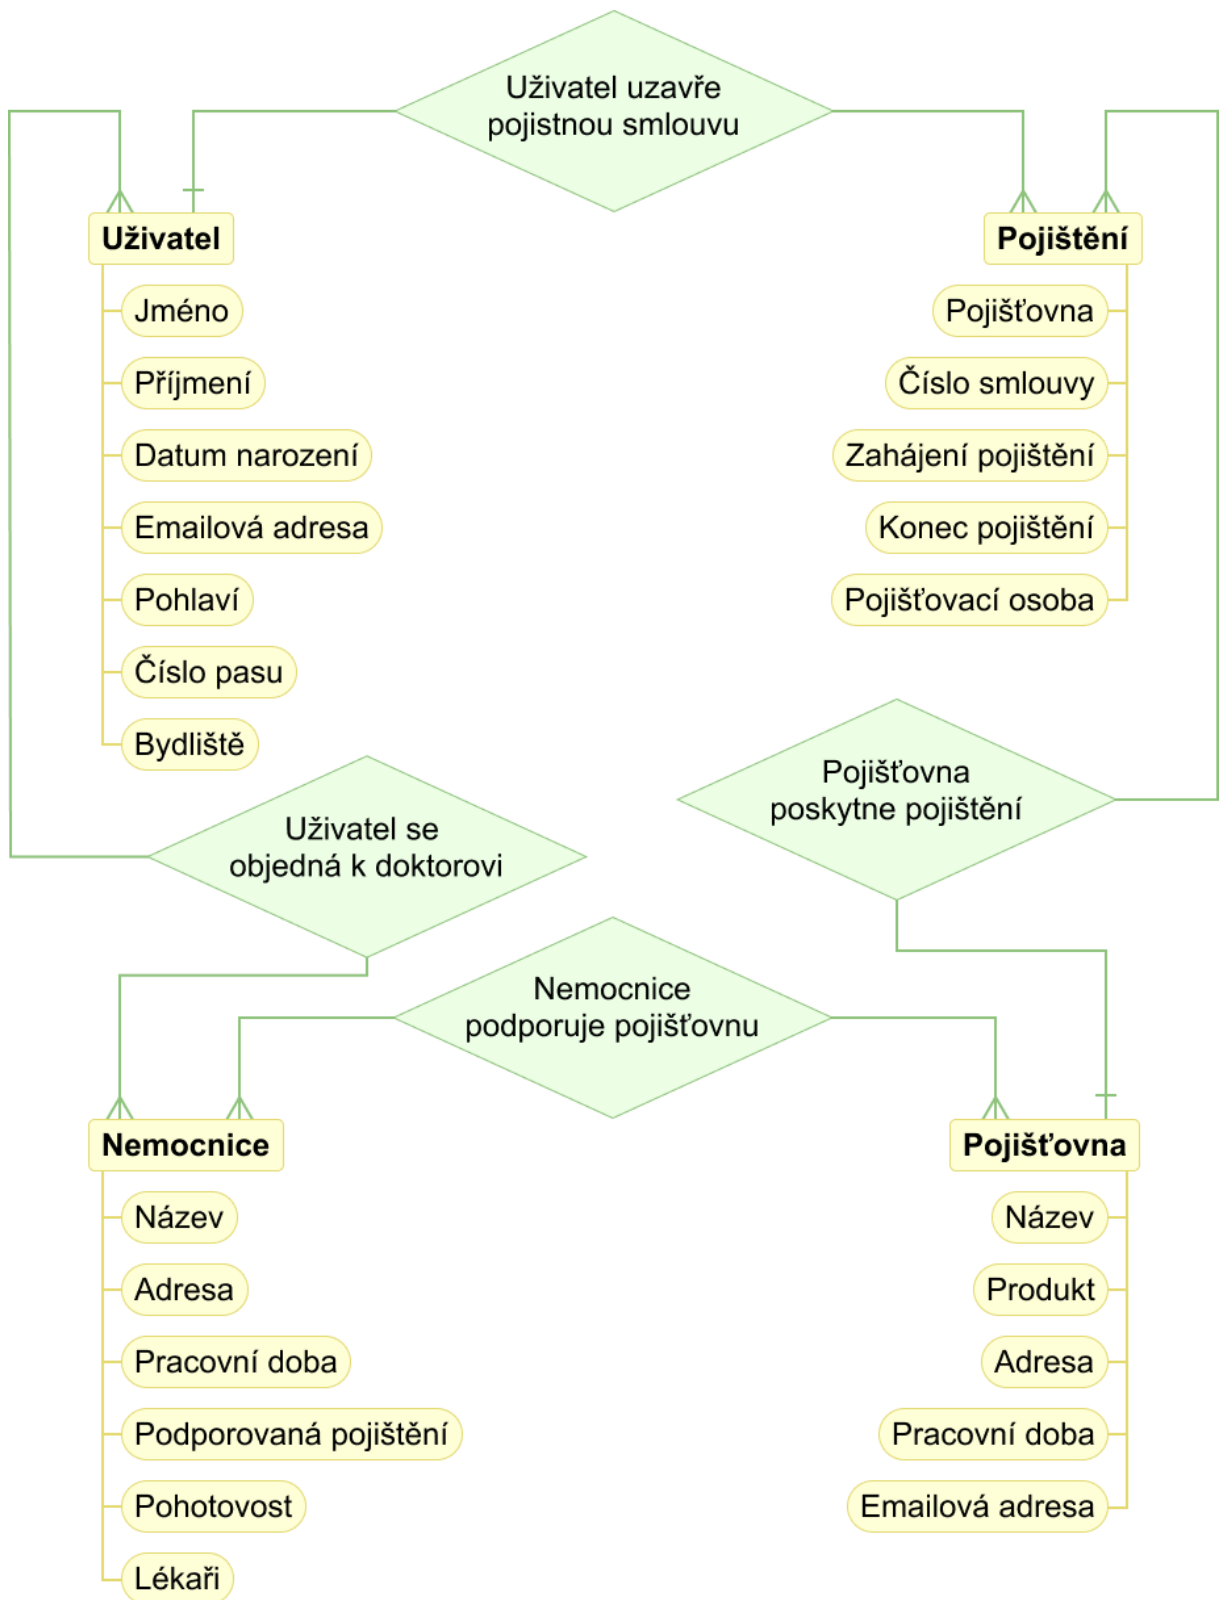 Uživatel uzavře
pojistnou smlouvu
Uživatel
Jméno
Příjmení
Datum narození
Emailová adresa
Pohlaví
Číslo pasu
Bydliště
Pojištění
Pojišťovna
Číslo smlouvy
Zahájení pojištění
Konec pojištění
Pojišťovací osoba
Uživatel se
objedná k doktorovi
Pojišťovna
poskytne pojištění
Nemocnice
podporuje pojišťovnu
Nemocnice
Název
Adresa
Pracovní doba
Podporovaná pojištění
Pohotovost
Lékaři
Pojišťovna
Název
Produkt
Adresa
Pracovní doba
Emailová adresa